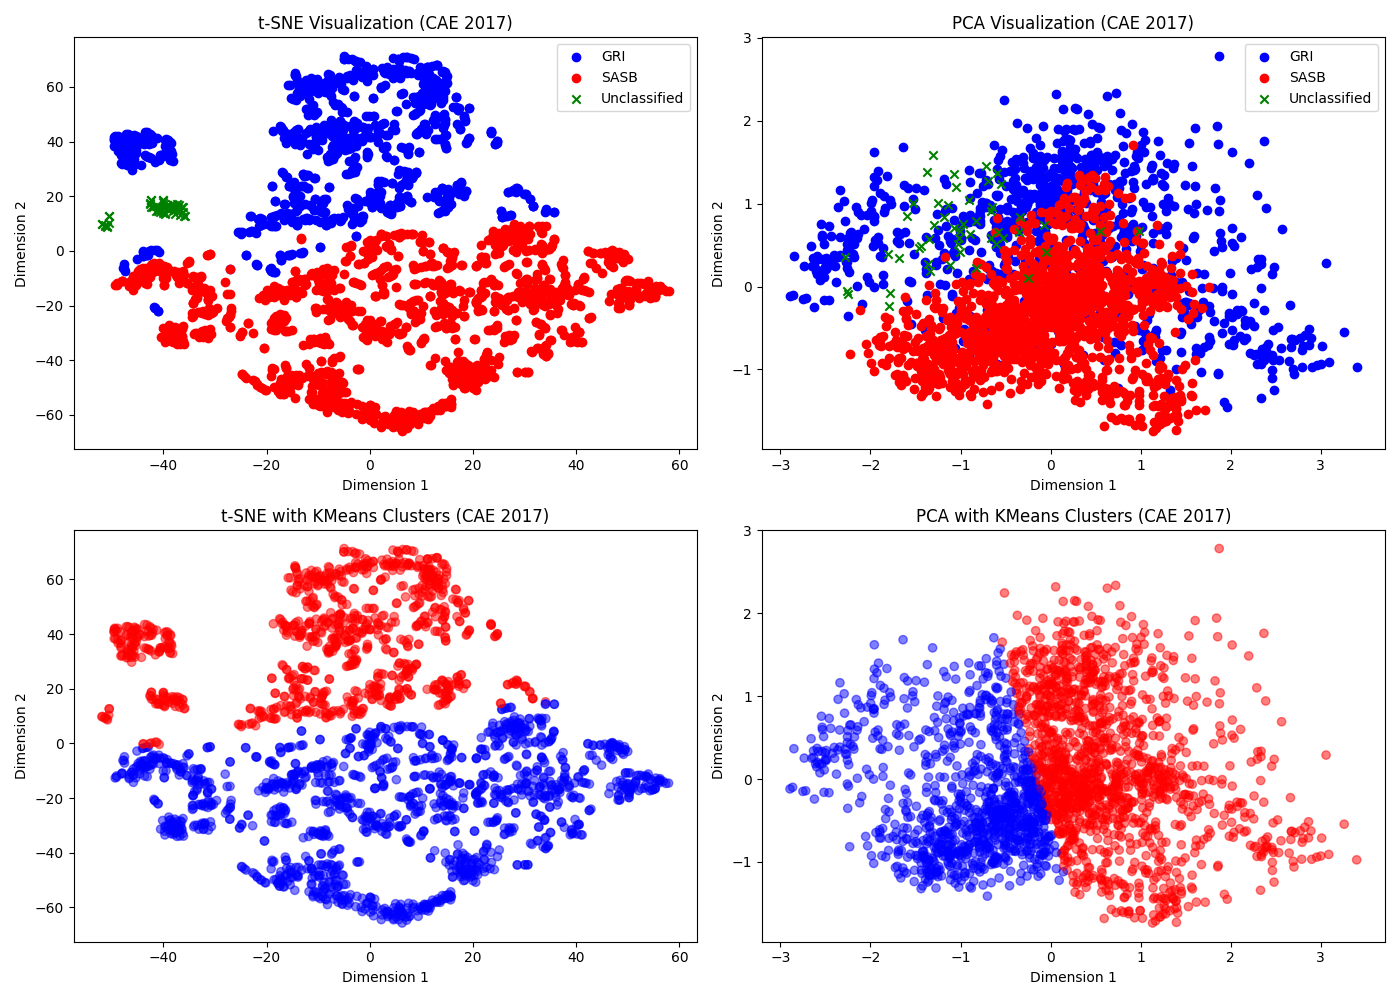 t-SNE Visualization (CAE 2017)
GRI
SASB
Unclassified
60
40
20
0
−20
−40
−60
Dimension 2
−40 −20 0 20 40 60
Dimension 1
PCA Visualization (CAE 2017)
GRI
SASB
Unclassified
3
2
1
0
−1
Dimension 2
−3 −2 −1 0 1 2 3
Dimension 1
t-SNE with KMeans Clusters (CAE 2017)
60
40
20
0
−20
−40
−60
Dimension 2
−40 −20 0 20 40 60
Dimension 1
PCA with KMeans Clusters (CAE 2017)
3
2
1
0
−1
Dimension 2
−3 −2 −1 0 1 2 3
Dimension 1